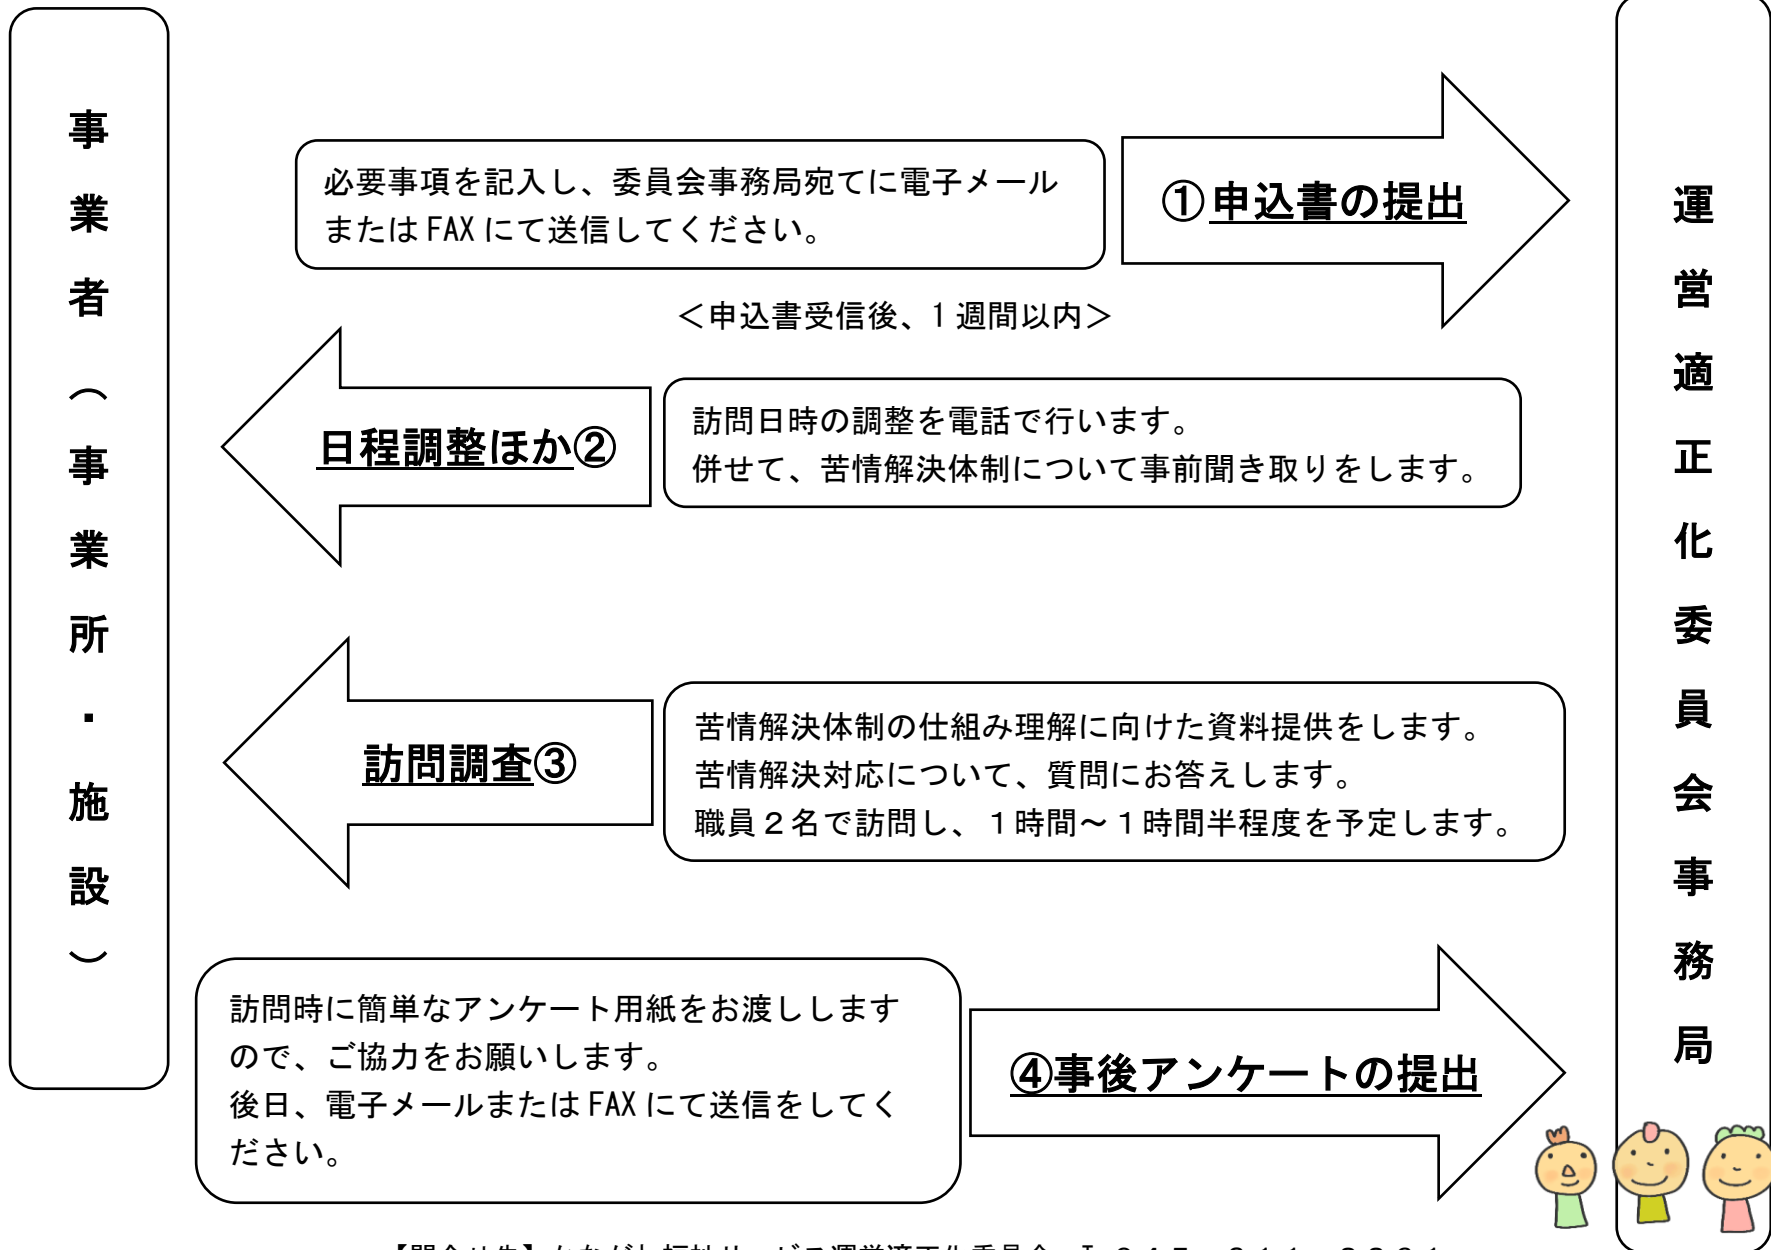 事業者（事業所・施設）
必要事項を記入し、委員会事務局宛てに電子メール
またはFAXにて送信してください。
①申込書の提出
＜申込書受信後、1週間以内＞
日程調整ほか②
訪問日時の調整を電話で行います。
併せて、苦情解決体制について事前聞き取りをします。
訪問調査③
苦情解決体制の仕組み理解に向けた資料提供をします。
苦情解決対応について、質問にお答えします。
職員２名で訪問し、１時間～１時間半程度を予定します。
訪問時に簡単なアンケート用紙をお渡しします
ので、ご協力をお願いします。
後日、電子メールまたはFAXにて送信をしてく
ださい。
④事後アンケートの提出
運営適正化委員会事務局